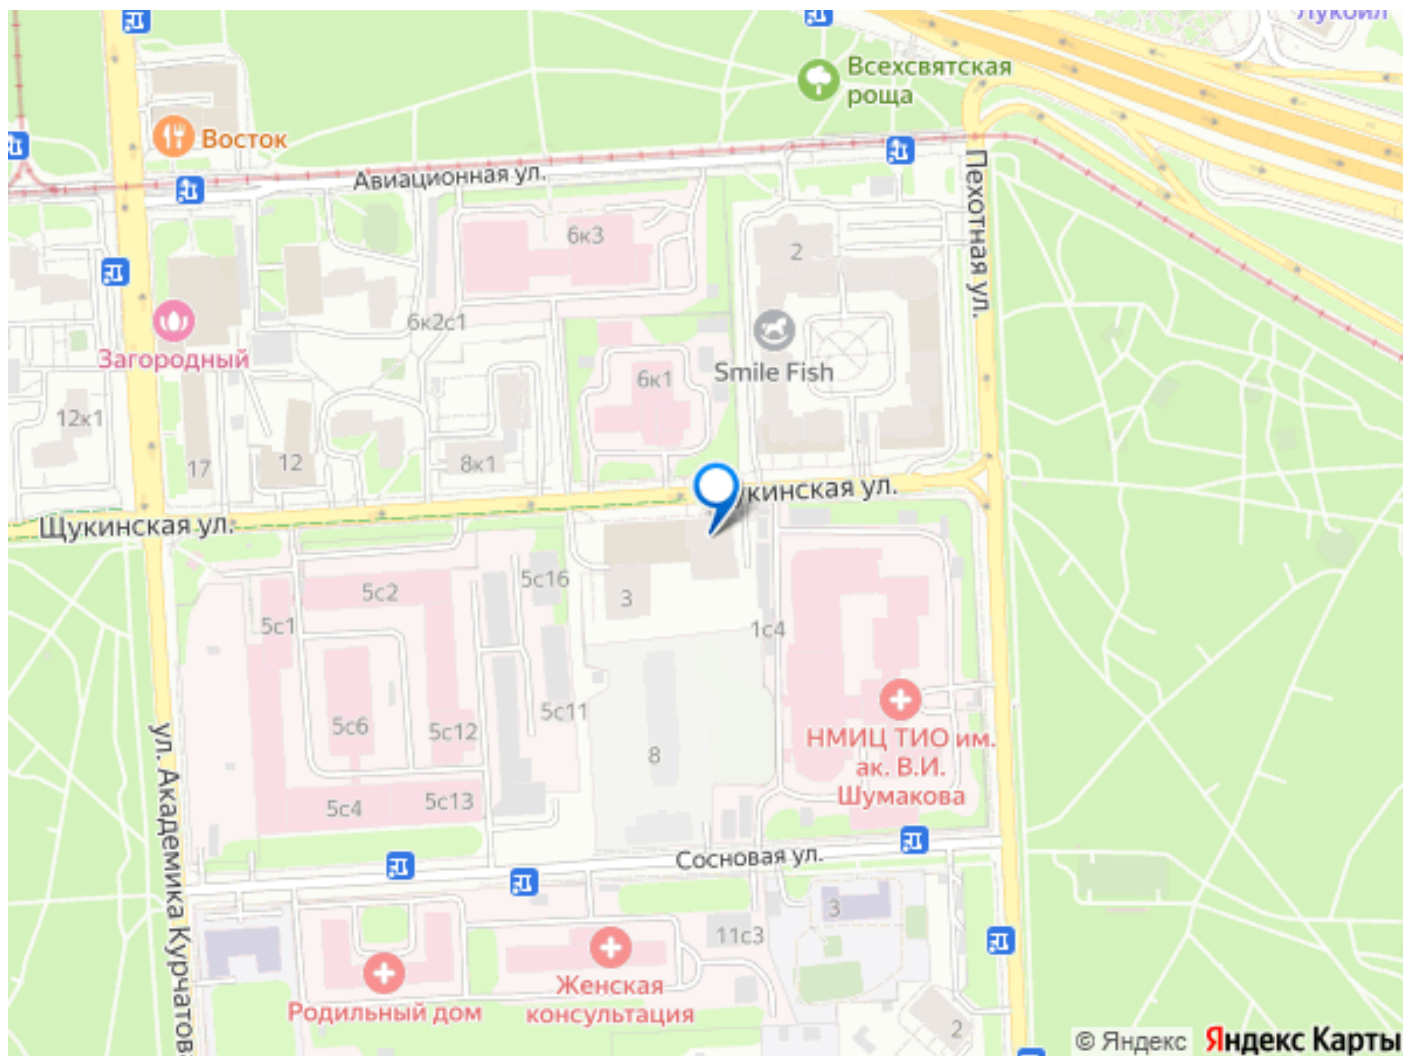 Лукойл
Всехсвятская
роща
Восток
Авиационная ул.
Пехотная ул.
6к3
2
6к2с1
Загородный
Smile Fish
6к1
12к1
17
12
8к1
укинская ул.
Щукинская ул.
5с16
5с2
3
5с1
1с4
5с11
5с6
5с12
8
НМИЦ ТИО им.
ак. В.И.
Шумакова
5с4
5с13
ул. Академика Курчатова
Сосновая ул.
3
11с3
Родильный дом
Женская
консультация
2
© Яндекс Яндекс Карты